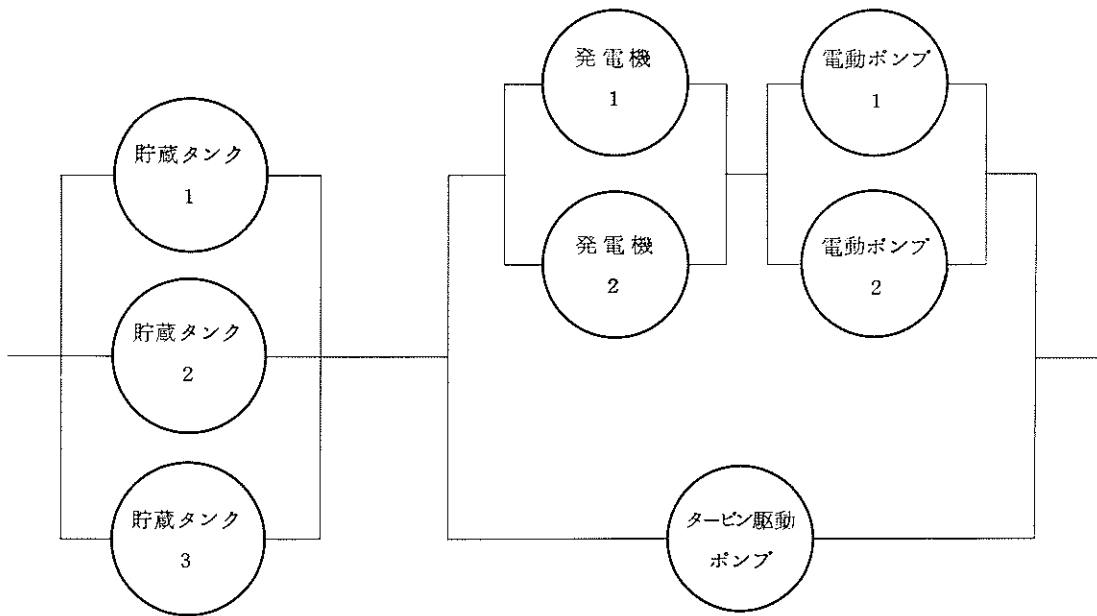 発電機
1
電動ポンプ
1
貯蔵タンク
1
発電機
2
電動ポンプ
2
貯蔵タンク
2
貯蔵タンク
3
タービン駆動
ポンプ